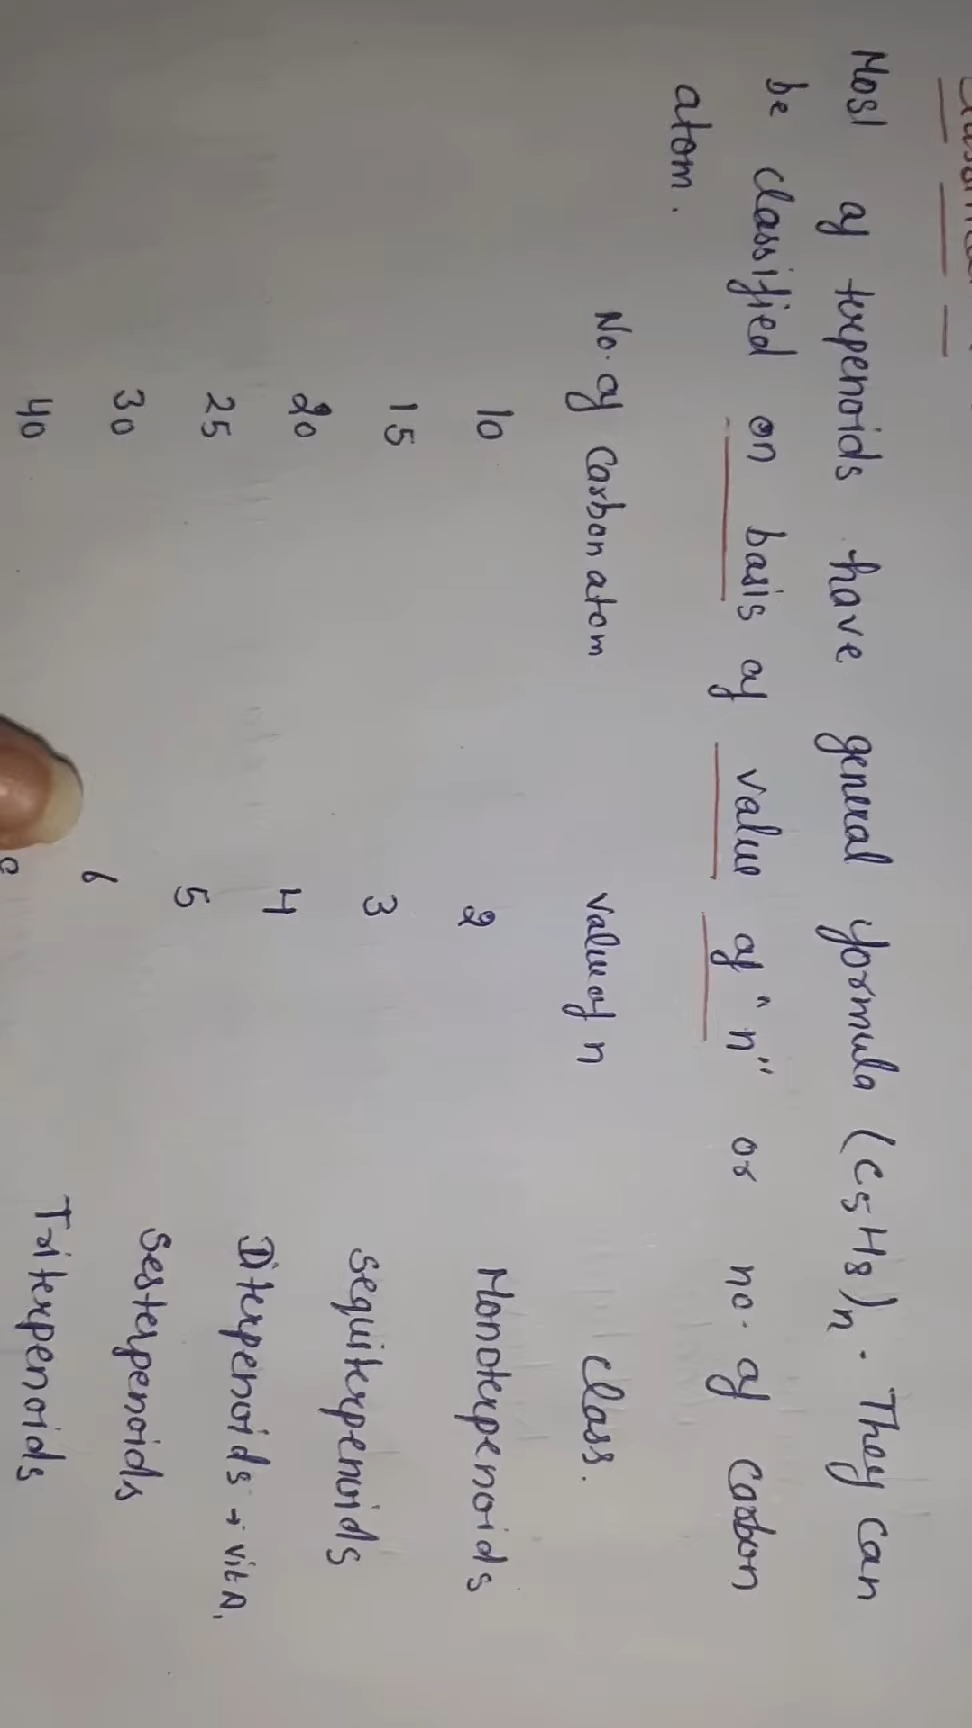 Most of terpenoids have general formula (C5H8)n. They can
be classified on basis of value of "n" or no. of carbon
atom.
No. of carbon atom value of n class.
10 2 Monoterpenoids
15 3 sequiterpenoids
20 4 Diterpenoids → vit A,
25 5 Sesterpenoids
30 6 Triterpenoids
40